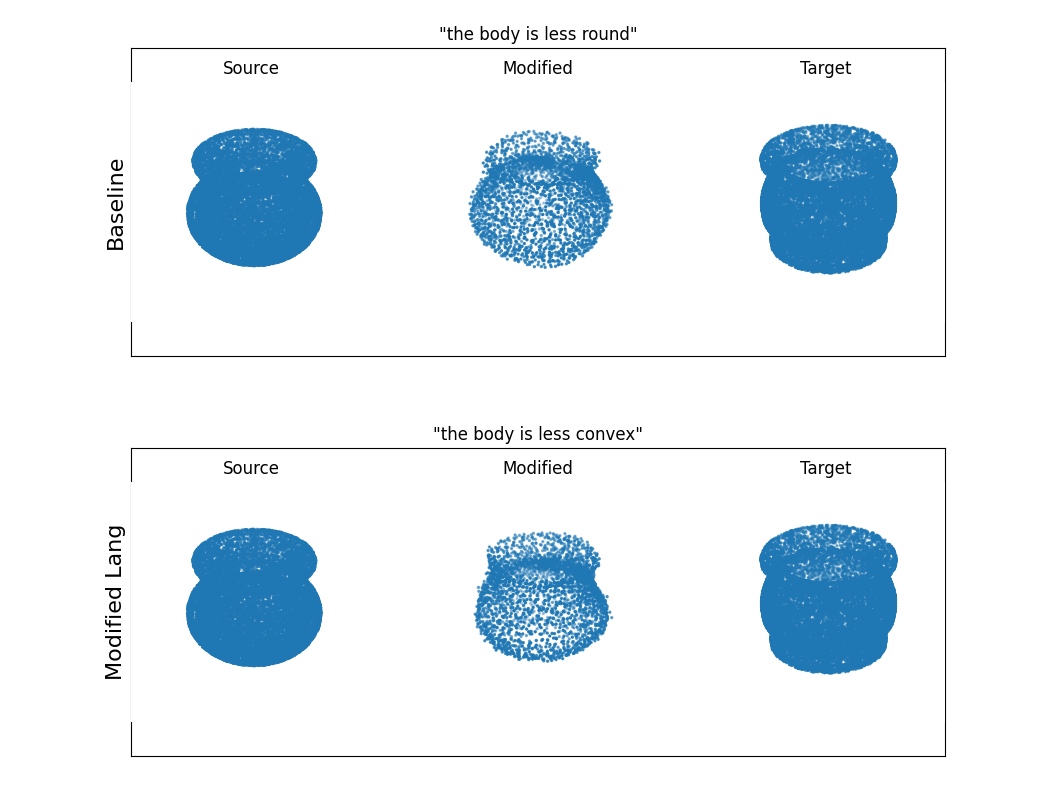 "the body is less round"
Source Modified Target
Baseline
"the body is less convex"
Source Modified Target
Modified Lang